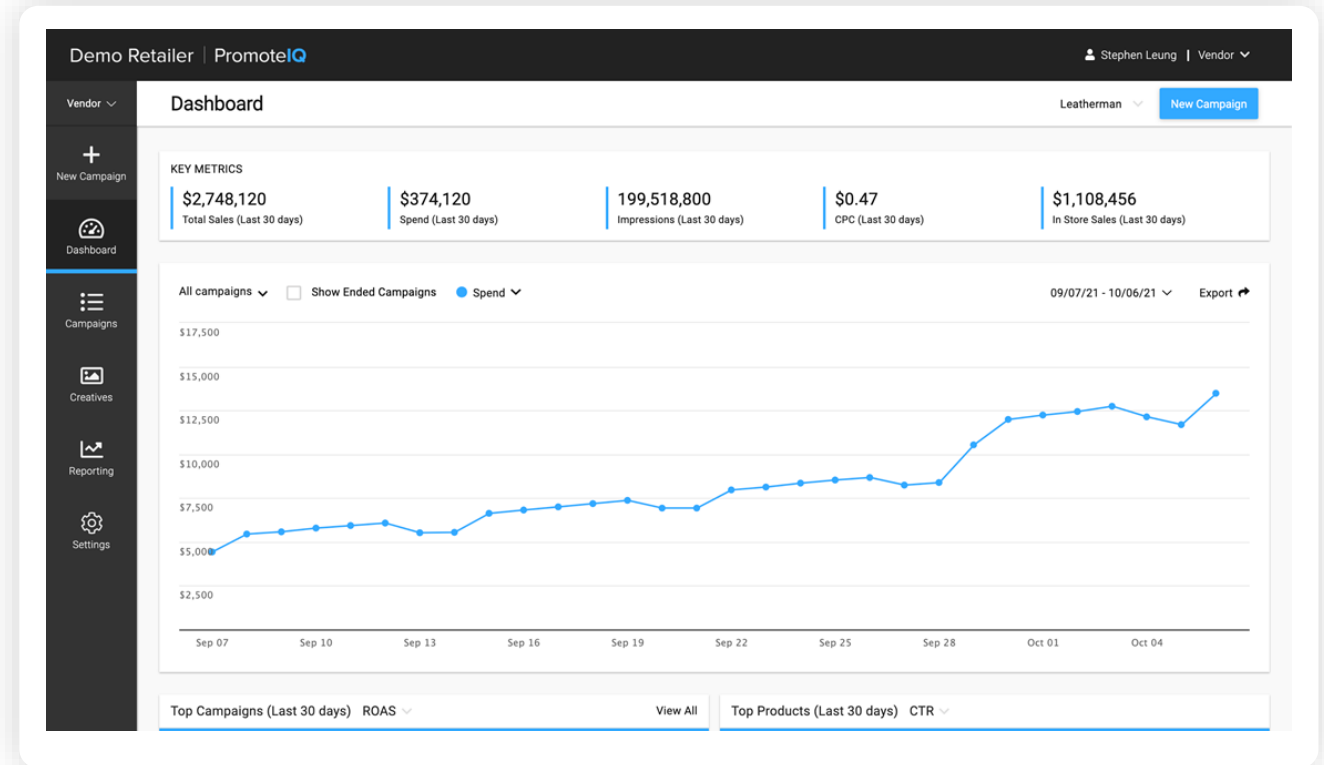 Demo Retailer | PromoteIQ
Stephen Leung | Vendor
Vendor
Dashboard
Leatherman
New Campaign
New Campaign
Dashboard
Campaigns
Creatives
Reporting
Settings
KEY METRICS
$2,748,120
Total Sales (Last 30 days)
$374,120
Spend (Last 30 days)
199,518,800
Impressions (Last 30 days)
$0.47
CPC (Last 30 days)
$1,108,456
In Store Sales (Last 30 days)
All campaigns
Show Ended Campaigns
Spend
09/07/21 - 10/06/21
Export
$17,500
$15,000
$12,500
$10,000
$7,500
$5,000
$2,500
Sep 07 Sep 10 Sep 13 Sep 16 Sep 19 Sep 22 Sep 25 Sep 28 Oct 01 Oct 04
Top Campaigns (Last 30 days) ROAS
View All
Top Products (Last 30 days) CTR